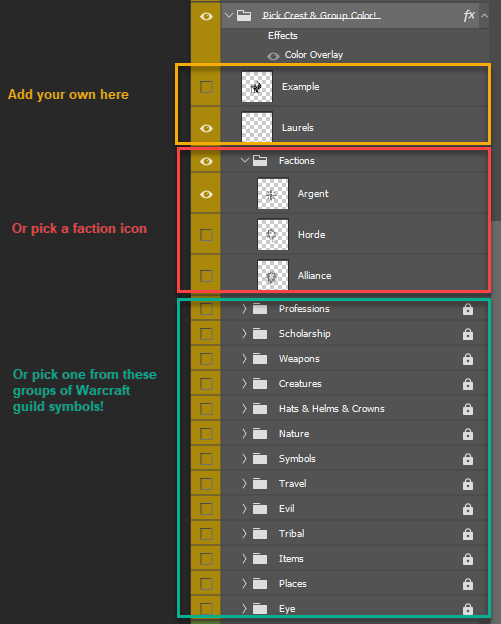 Pick Crest & Group Color!
fx
Effects
Color Overlay
Add your own here
Example
Laurels
Factions
Or pick a faction icon
Argent
Horde
Alliance
Or pick one from these
groups of Warcraft
guild symbols!
Professions
Scholarship
Weapons
Creatures
Hats & Helms & Crowns
Nature
Symbols
Travel
Evil
Tribal
Items
Places
Eye